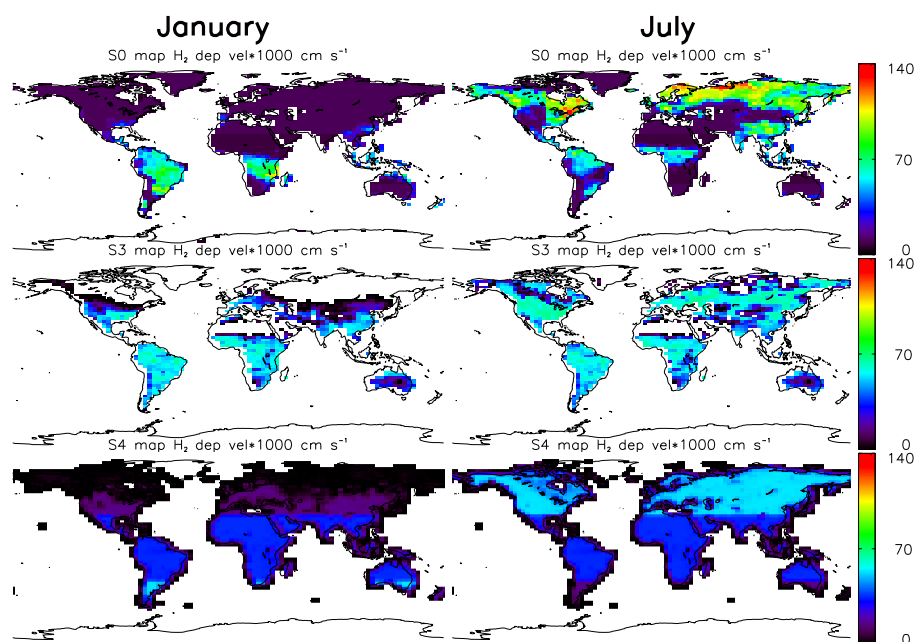 January July
S0 map H₂ dep vel*1000 cm s⁻¹ S0 map H₂ dep vel*1000 cm s⁻¹
140
70
0
S3 map H₂ dep vel*1000 cm s⁻¹ S3 map H₂ dep vel*1000 cm s⁻¹
140
70
0
S4 map H₂ dep vel*1000 cm s⁻¹ S4 map H₂ dep vel*1000 cm s⁻¹
140
70
0